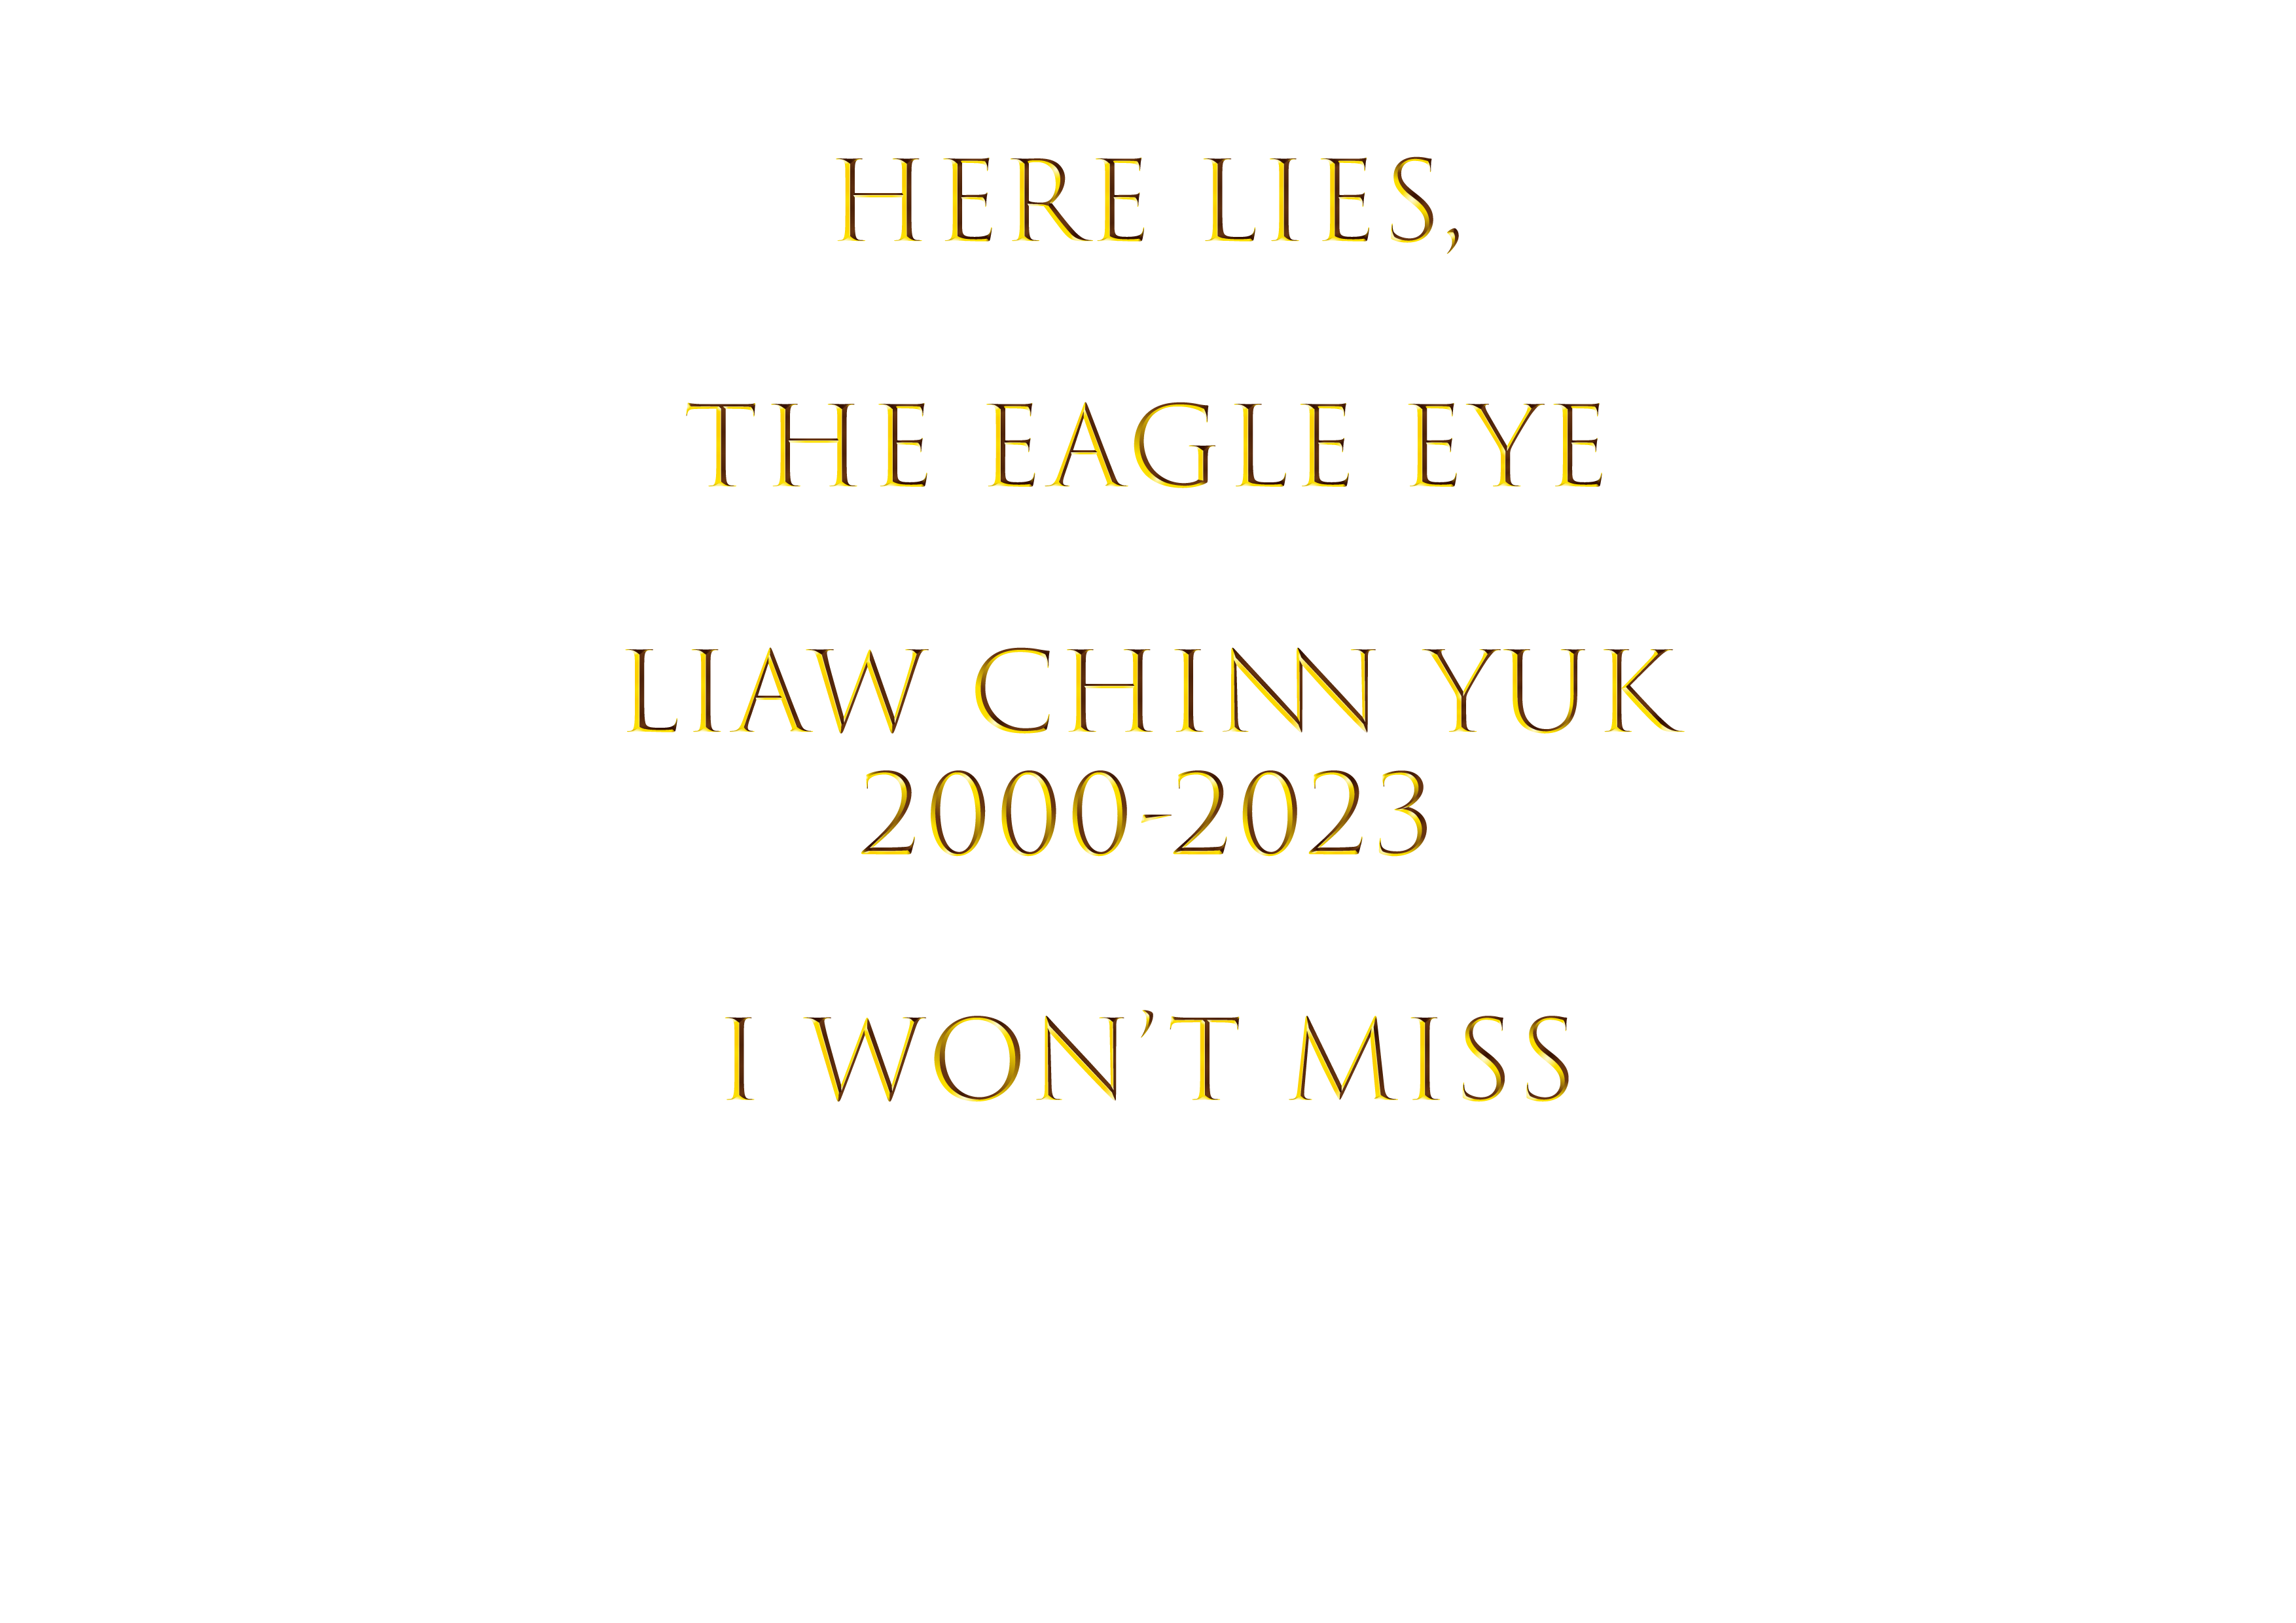 HERE LIES,
THE EAGLE EYE
LIAW CHINN YUK
2000-2023
I WON’T MISS